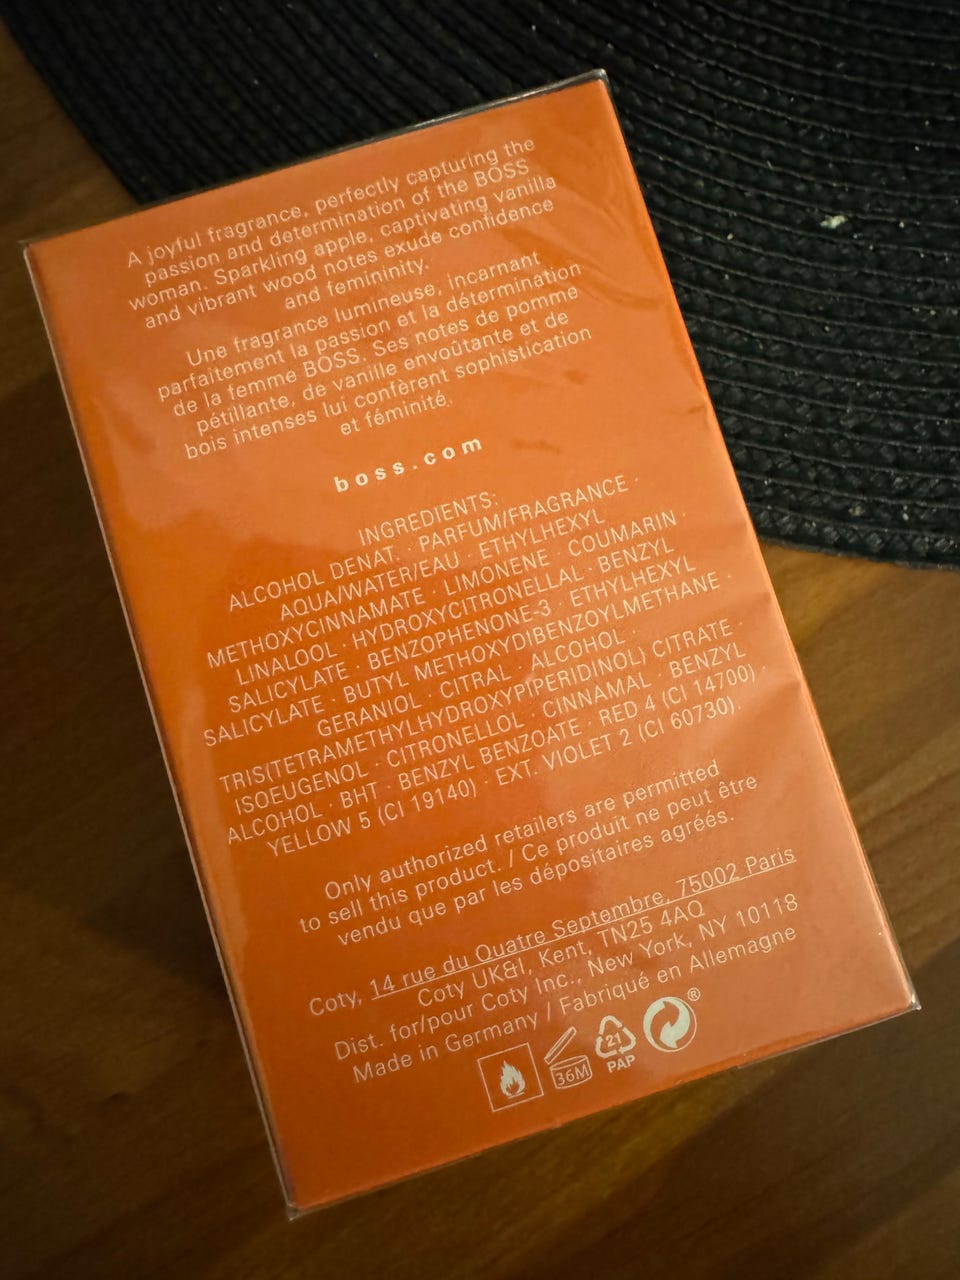 A joyful fragrance, perfectly capturing the
passion and determination of the BOSS
woman. Sparkling apple, captivating vanilla
and vibrant wood notes exude confidence
and femininity.
Une fragrance lumineuse, incarnant
parfaitement la passion et la détermination
de la femme BOSS. Ses notes de pomme
pétillante, de vanille envoûtante et de
bois intenses lui confèrent sophistication
et féminité.
boss.com
INGREDIENTS:
ALCOHOL DENAT. · PARFUM/FRAGRANCE ·
AQUA/WATER/EAU · ETHYLHEXYL
METHOXYCINNAMATE · LIMONENE · COUMARIN ·
LINALOOL · HYDROXYCITRONELLAL · BENZYL
SALICYLATE · BENZOPHENONE-3 · ETHYLHEXYL
SALICYLATE · BUTYL METHOXYDIBENZOYLMETHANE ·
GERANIOL · CITRAL · ALCOHOL ·
TRIS(TETRAMETHYLHYDROXYPIPERIDINOL) CITRATE ·
ISOEUGENOL · CITRONELLOL · CINNAMAL · BENZYL
ALCOHOL · BHT · BENZYL BENZOATE · RED 4 (CI 14700) ·
YELLOW 5 (CI 19140) · EXT. VIOLET 2 (CI 60730).
Only authorized retailers are permitted
to sell this product. / Ce produit ne peut être
vendu que par les dépositaires agréés.
Coty, 14 rue du Quatre Septembre, 75002 Paris
Coty UK&I, Kent, TN25 4AQ
Dist. for/pour Coty Inc., New York, NY 10118
Made in Germany / Fabriqué en Allemagne
36M
21
PAP
®